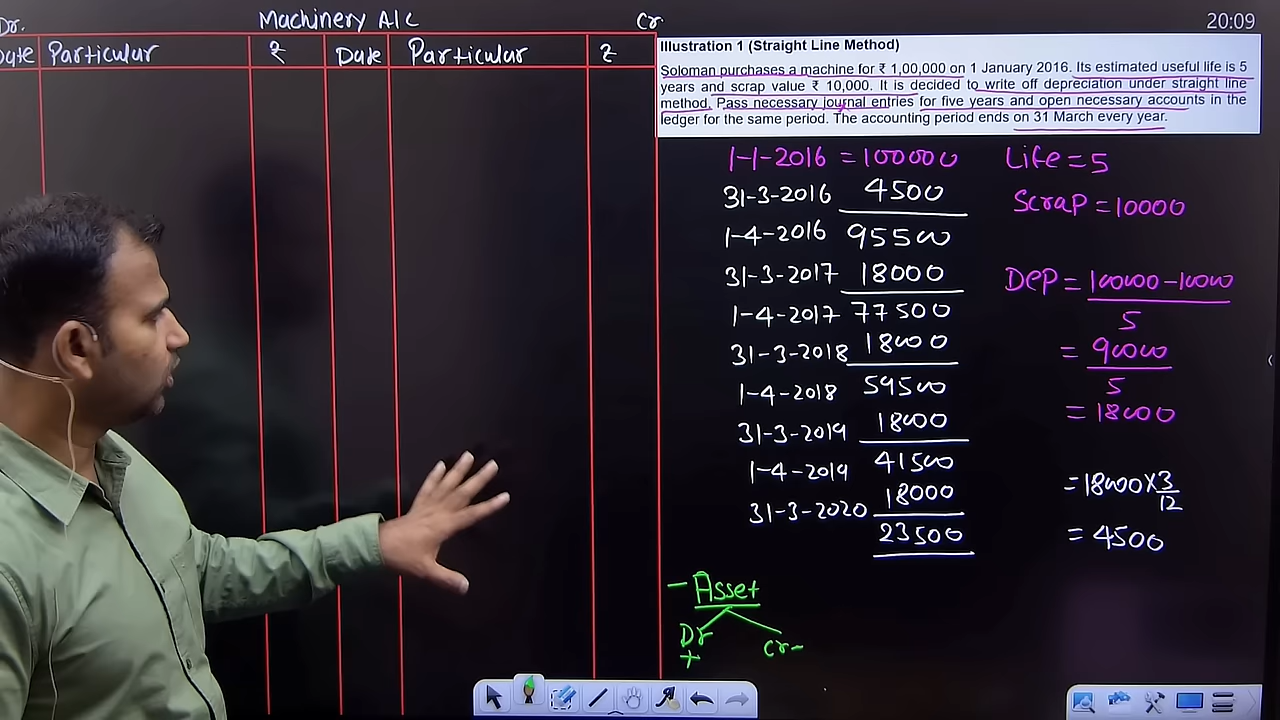 Dr. Machinery A/C Cr.
Date Particular ₹ Date Particular ₹
20:09
Illustration 1 (Straight Line Method)
Soloman purchases a machine for ₹ 1,00,000 on 1 January 2016. Its estimated useful life is 5
years and scrap value ₹ 10,000. It is decided to write off depreciation under straight line
method. Pass necessary journal entries for five years and open necessary accounts in the
ledger for the same period. The accounting period ends on 31 March every year.
1-1-2016 = 100000
31-3-2016 4500
1-4-2016 95500
31-3-2017 18000
1-4-2017 77500
31-3-2018 18000
1-4-2018 59500
31-3-2019 18000
1-4-2019 41500
31-3-2020 18000
23500
Life = 5
Scrap = 10000
Dep = 100000-10000
5
= 90000
5
= 18000
= 18000 × 3
12
= 4500
- Asset
Dr Cr-
+